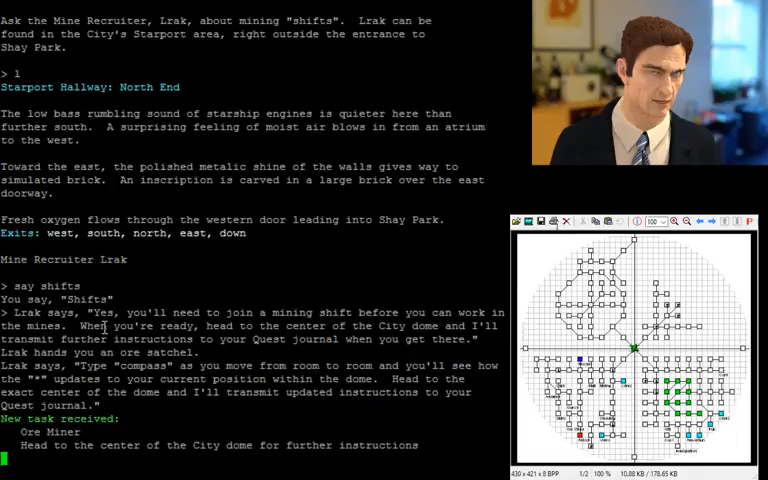 Ask the Mine Recruiter, Lrak, about mining "shifts".  Lrak can be
found in the City's Starport area, right outside the entrance to
Shay Park.
> l
Starport Hallway: North End
The low bass rumbling sound of starship engines is quieter here than
further south.  A surprising feeling of moist air blows in from an atrium
to the west.
Toward the east, the polished metalic shine of the walls gives way to
simulated brick.  An inscription is carved in a large brick over the east
doorway.
Fresh oxygen flows through the western door leading into Shay Park.
Exits: west, south, north, east, down
Mine Recruiter Lrak
> say shifts
You say, "Shifts"
> Lrak says, "Yes, you'll need to join a mining shift before you can work in
the mines.  When you're ready, head to the center of the City dome and I'll
transmit further instructions to your Quest journal when you get there."
Lrak hands you an ore satchel.
Lrak says, "Type "compass" as you move from room to room and you'll see how
the "*" updates to your current position within the dome.  Head to the
exact center of the dome and I'll transmit updated instructions to your
Quest journal."
New task received:
Ore Miner
Head to the center of the City dome for further instructions
100
430 x 421 x 8 BPP
1/2
100 %
10.88 KB / 178.65 KB